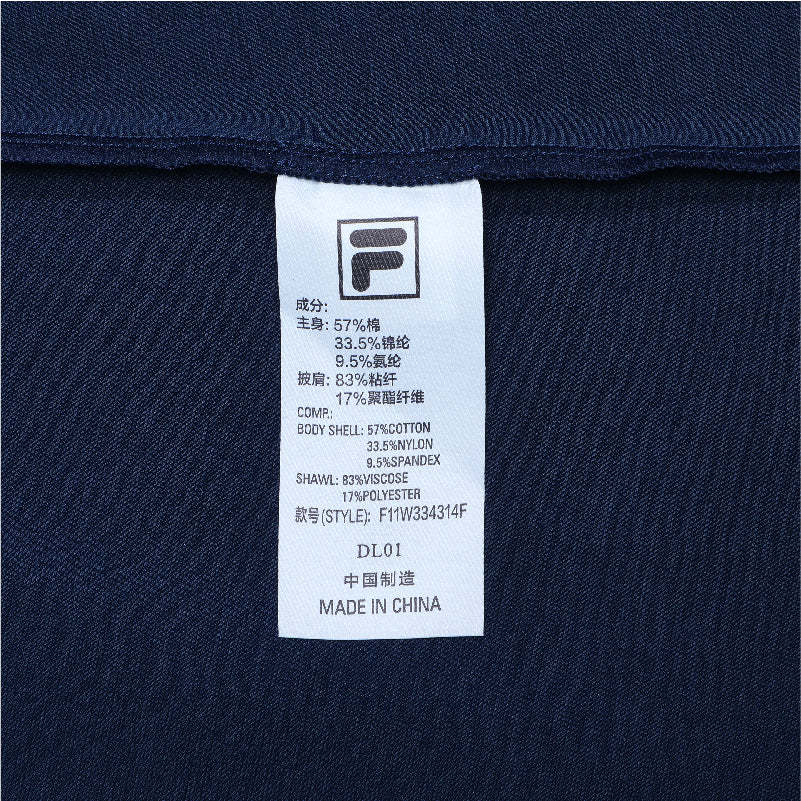 F
成分:
主身: 57%棉
33.5%锦纶
9.5%氨纶
披肩: 83%粘纤
17%聚酯纤维
COMP.:
BODY SHELL: 57%COTTON
33.5%NYLON
9.5%SPANDEX
SHAWL: 83%VISCOSE
17%POLYESTER
款号(STYLE): F11W334314F
DL01
中国制造
MADE IN CHINA